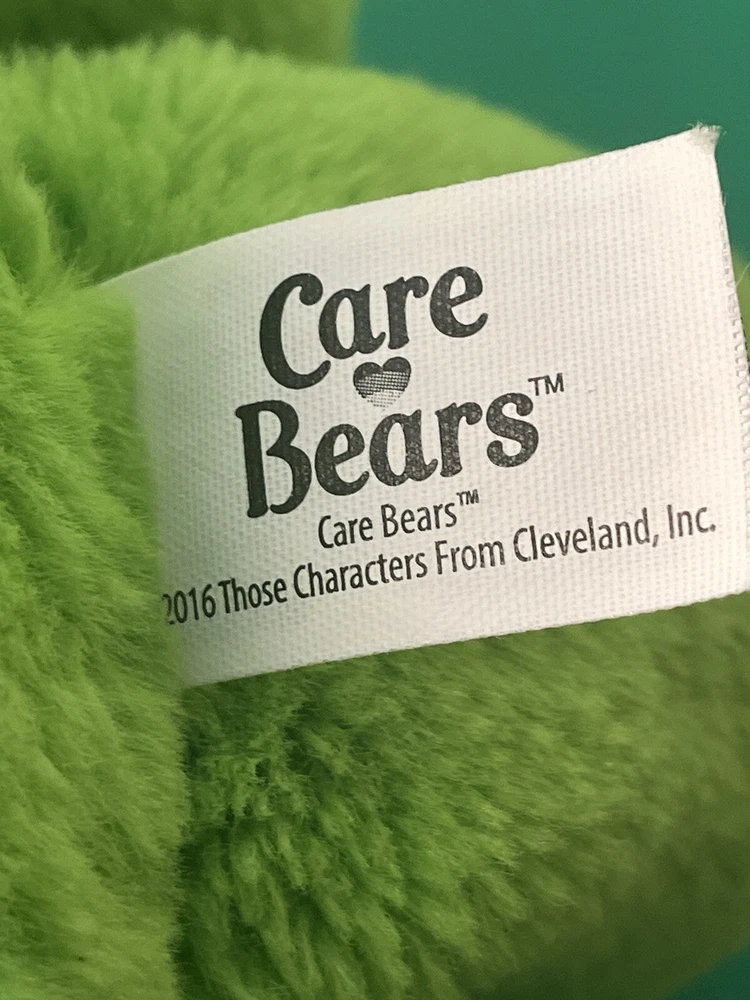 Care
Bears™
Care Bears™
2016 Those Characters From Cleveland, Inc.